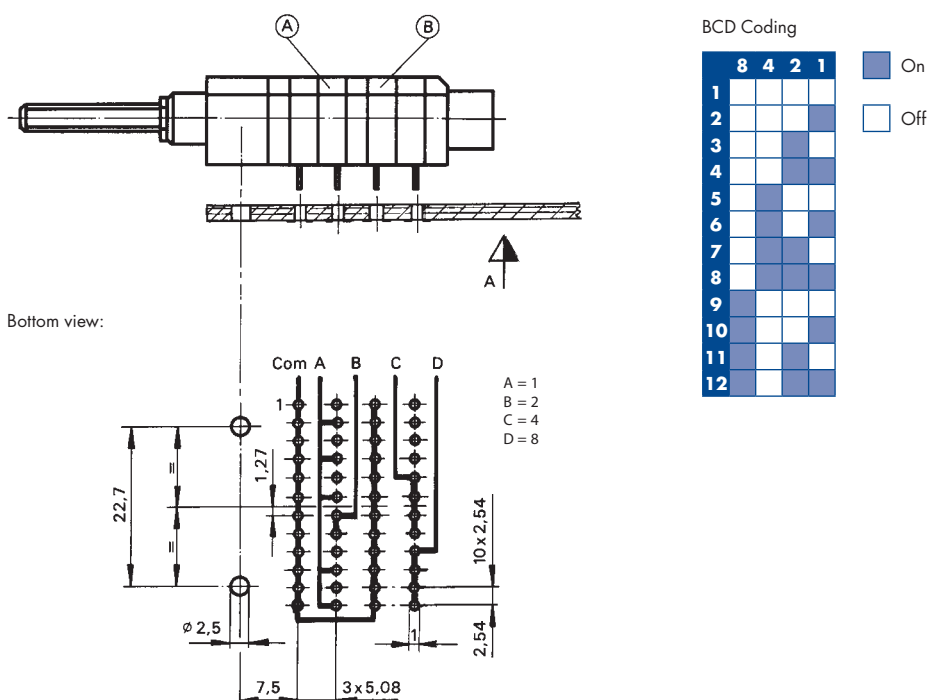 A
B
A
Bottom view:
Com A B C D
1
A = 1
B = 2
C = 4
D = 8
22,7
=
=
1,27
10 x 2,54
2,54
1
ø 2,5
7,5
3 x 5,08
BCD Coding
8 4 2 1
1
2
3
4
5
6
7
8
9
10
11
12
On
Off